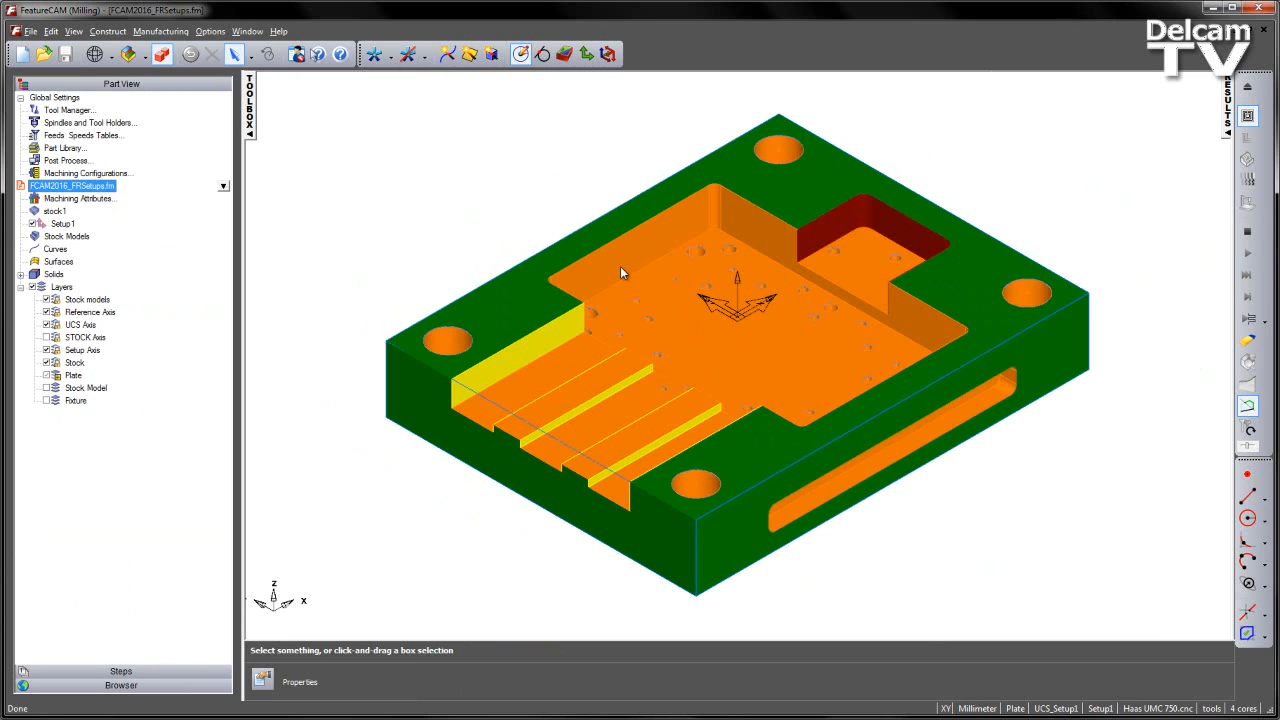 FeatureCAM (Milling) - [FCAM2016_FRSetups.fm]
File Edit View Construct Manufacturing Options Window Help
Delcam
TV
Part View
TOOLBOX
RESULTS
Global Settings
Tool Manager...
Spindles and Tool Holders...
Feeds Speeds Tables...
Part Library...
Post Process...
Machining Configurations...
FCAM2016_FRSetups.fm
Machining Attributes...
stock1
Setup1
Stock Models
Curves
Surfaces
Solids
Layers
Stock models
Reference Axis
UCS Axis
STOCK Axis
Setup Axis
Stock
Plate
Stock Model
Fixture
Z
X
Select something, or click-and-drag a box selection
Steps
Properties
Browser
Done
XY Millimeter Plate UCS_Setup1 Setup1 Haas UMC 750.cnc tools 4 cores